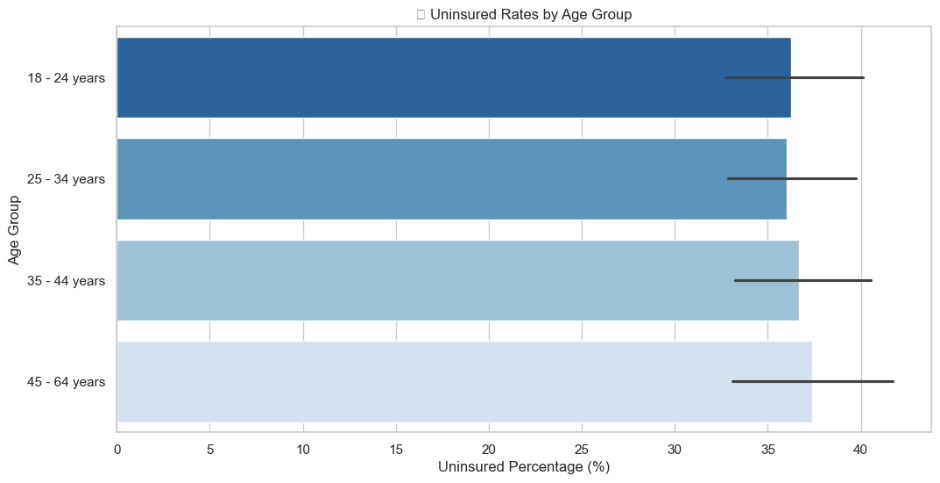 ▯ Uninsured Rates by Age Group
18 - 24 years
25 - 34 years
35 - 44 years
45 - 64 years
Age Group
0 5 10 15 20 25 30 35 40
Uninsured Percentage (%)